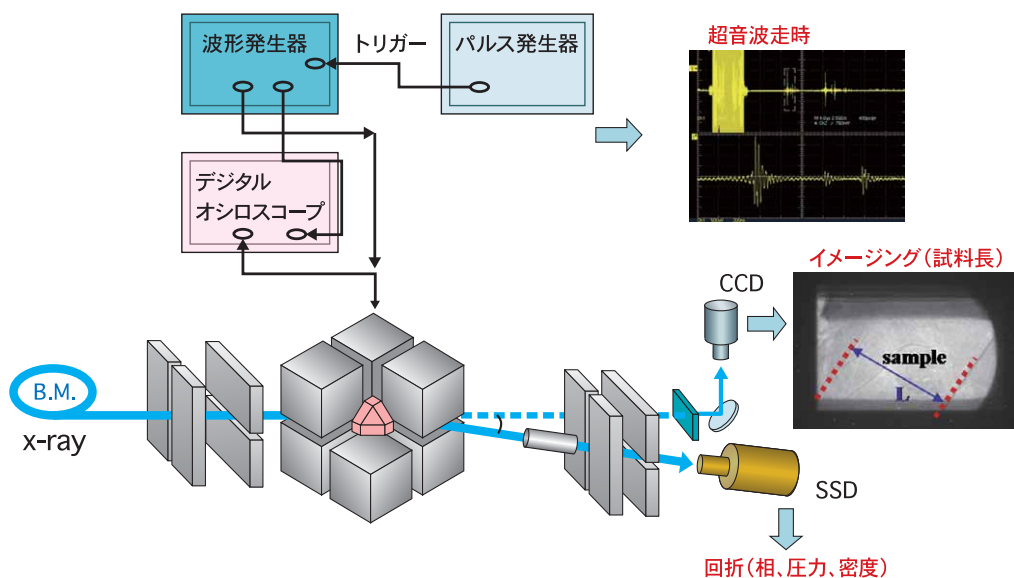 波形発生器
トリガー
パルス発生器
超音波走時
デジタル
オシロスコープ
イメージング(試料長)
CCD
sample
L
B.M.
x-ray
SSD
回折(相、圧力、密度)